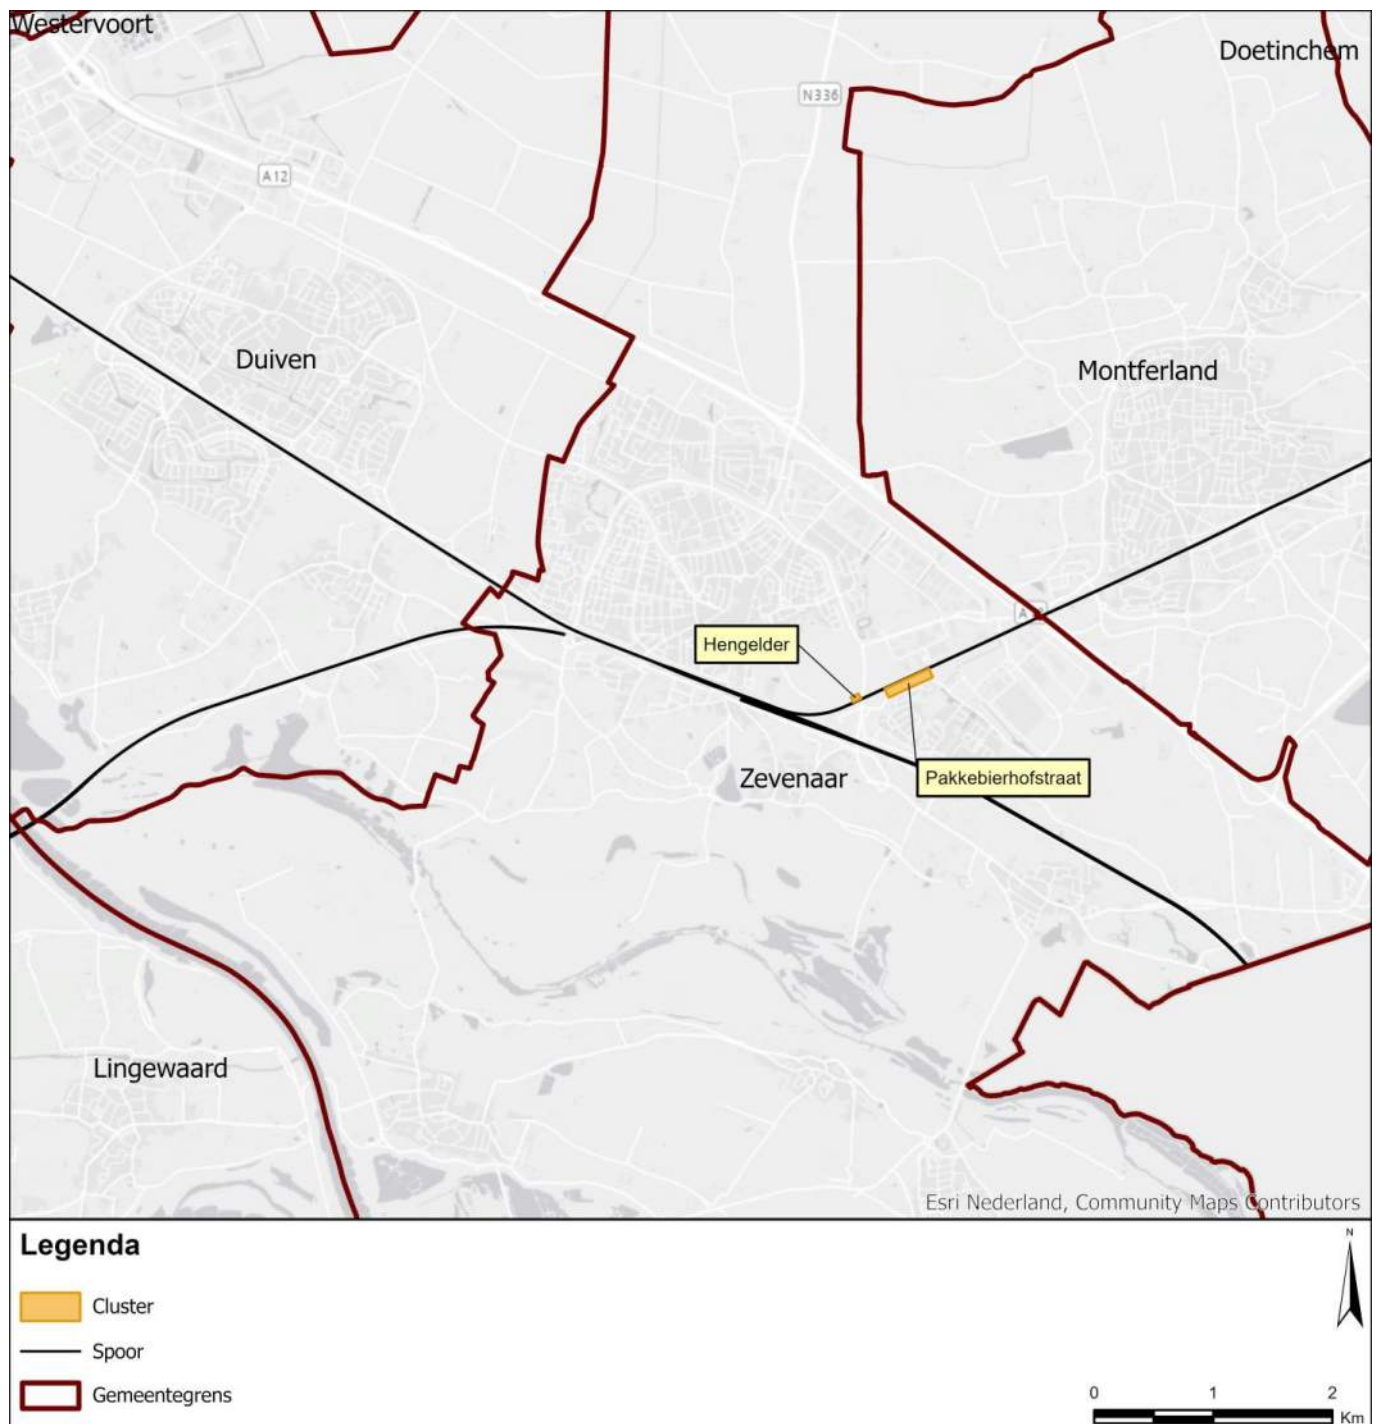 Westervoort
Doetinchem
N336
A12
Duiven
Montferland
Hengelder
Pakkebierhofstraat
Zevenaar
Lingewaard
Esri Nederland, Community Maps Contributors
Legenda
N
Cluster
Spoor
Gemeentegrens
0 1 2
Km